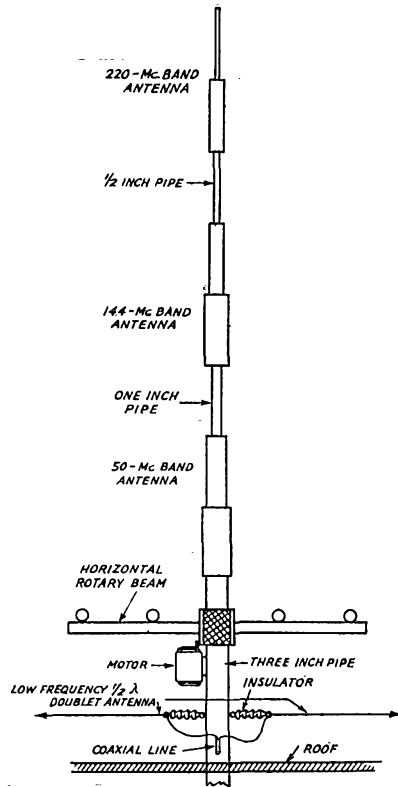 220-MC BAND
ANTENNA
½ INCH PIPE
144-MC BAND
ANTENNA
ONE INCH
PIPE
50-MC BAND
ANTENNA
HORIZONTAL
ROTARY BEAM
MOTOR
THREE INCH PIPE
INSULATOR
LOW FREQUENCY ½ λ
DOUBLET ANTENNA
COAXIAL LINE
ROOF